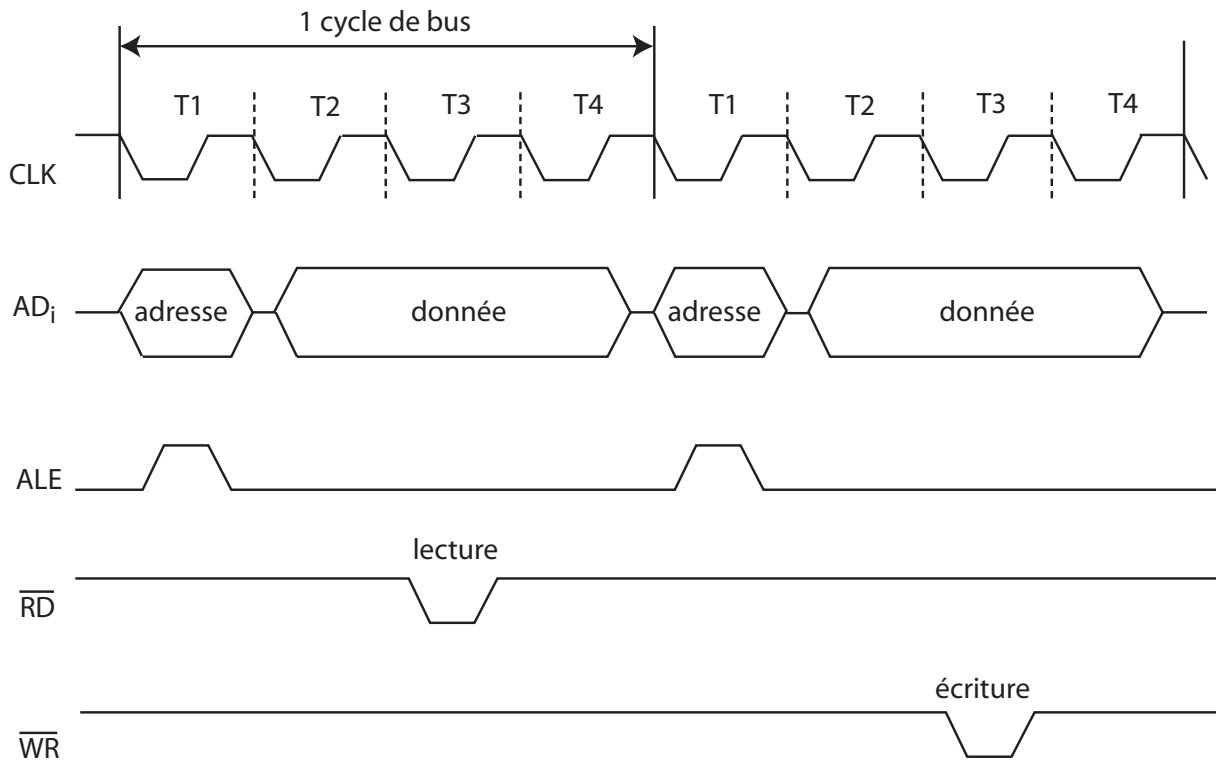 1 cycle de bus
T1 T2 T3 T4 T1 T2 T3 T4
CLK
ADi adresse donnée adresse donnée
ALE
lecture
RD
écriture
WR